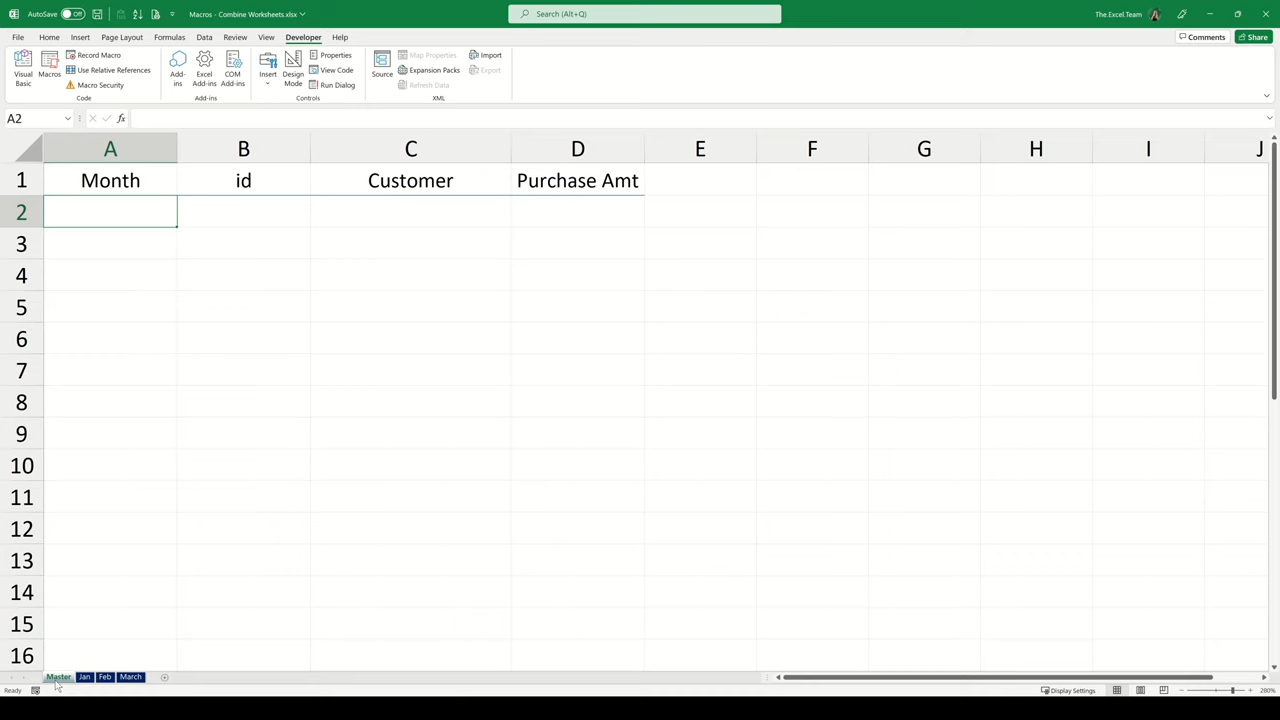 AutoSave Off Macros - Combine Worksheets.xlsx Search (Alt+Q) The.Excel.Team
File Home Insert Page Layout Formulas Data Review View Developer Help Comments Share
Visual Basic
Macros
Record Macro
Use Relative References
Macro Security
Code
Add-ins
Excel Add-ins
COM Add-ins
Add-ins
Insert
Design Mode
Properties
View Code
Run Dialog
Controls
Source
Map Properties
Expansion Packs
Refresh Data
Import
Export
XML
A2 fx
A B C D E F G H I J
1 Month id Customer Purchase Amt
2
3
4
5
6
7
8
9
10
11
12
13
14
15
16
Master Jan Feb March
Ready Display Settings 280%